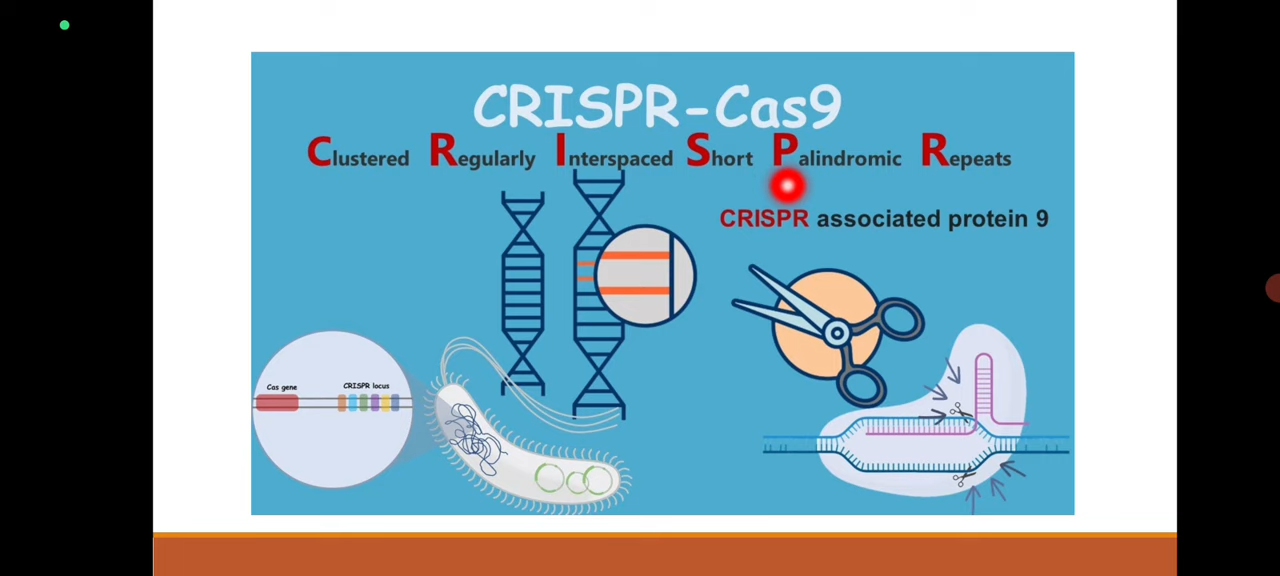 CRISPR-Cas9
Clustered Regularly Interspaced Short Palindromic Repeats
CRISPR associated protein 9
Cas gene
CRISPR locus